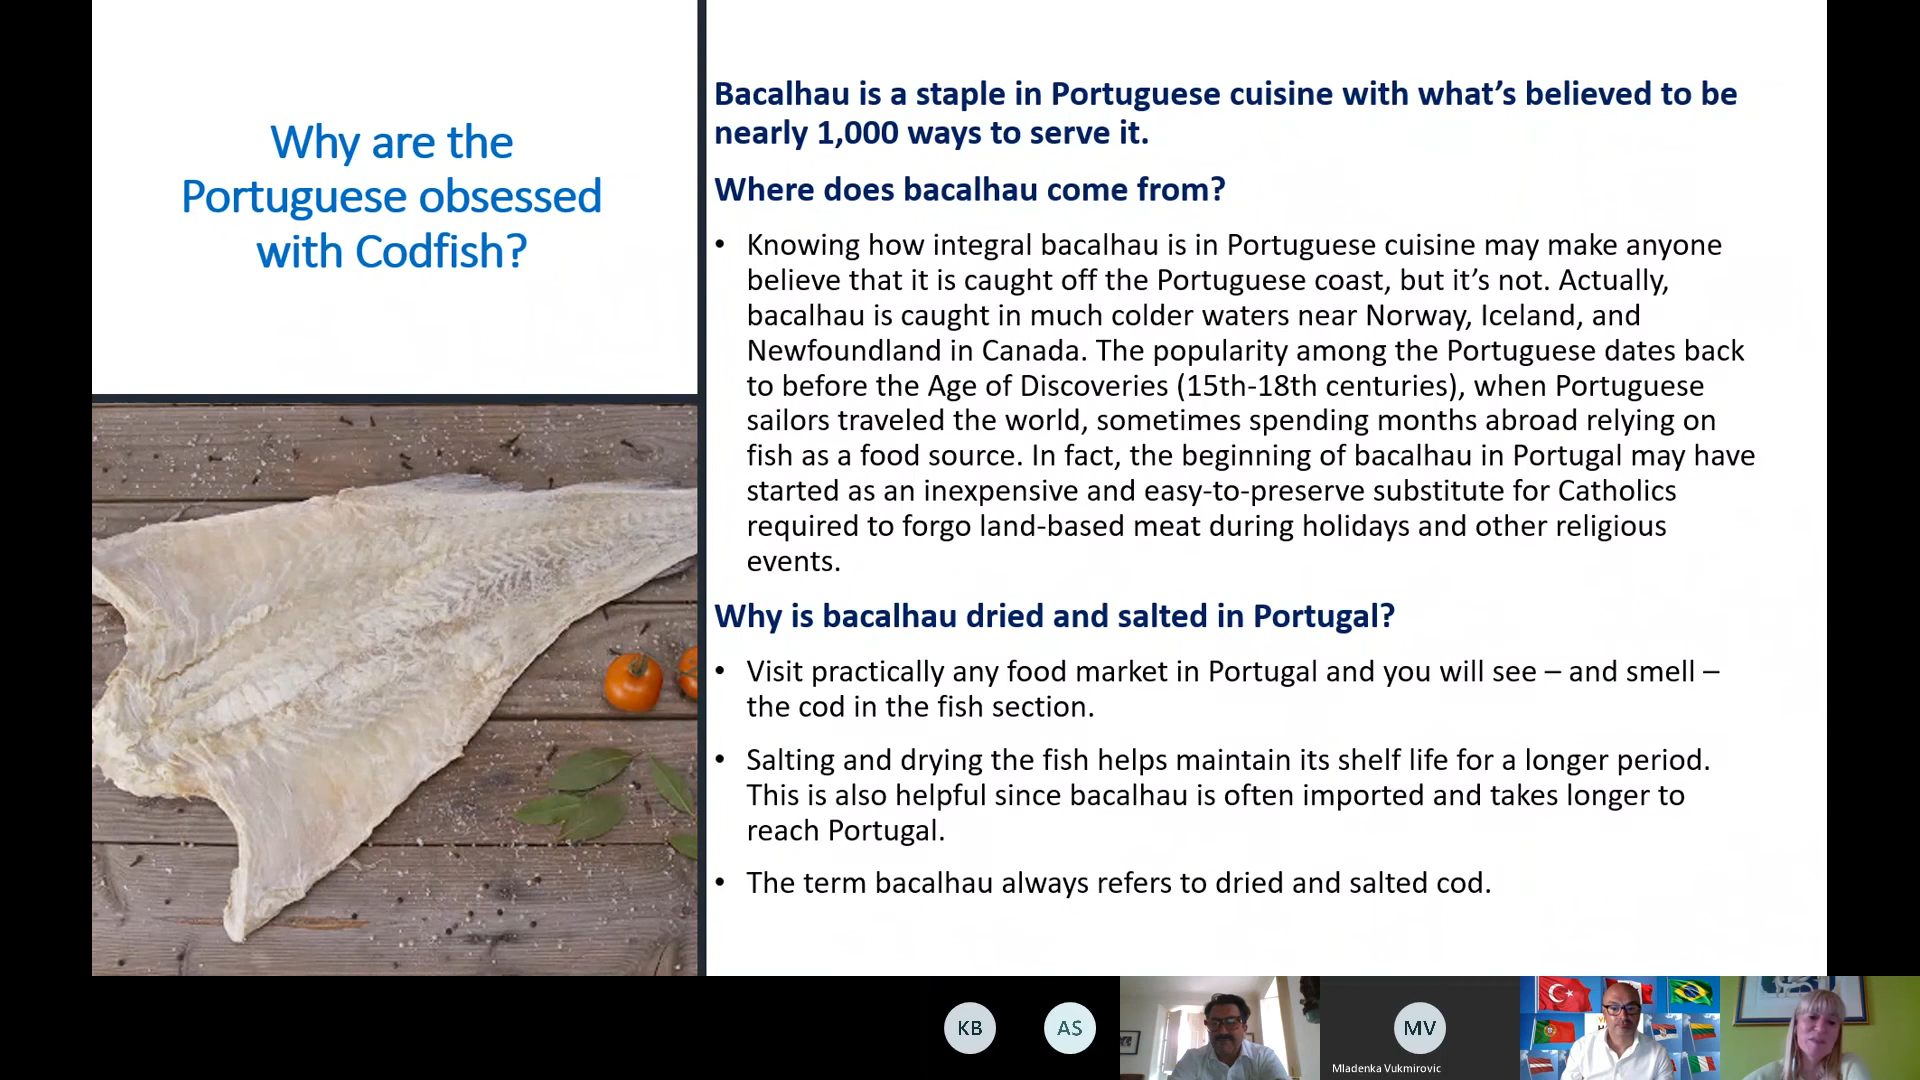 Why are the
Portuguese obsessed
with Codfish?
Bacalhau is a staple in Portuguese cuisine with what’s believed to be
nearly 1,000 ways to serve it.
Where does bacalhau come from?
• Knowing how integral bacalhau is in Portuguese cuisine may make anyone
believe that it is caught off the Portuguese coast, but it’s not. Actually,
bacalhau is caught in much colder waters near Norway, Iceland, and
Newfoundland in Canada. The popularity among the Portuguese dates back
to before the Age of Discoveries (15th-18th centuries), when Portuguese
sailors traveled the world, sometimes spending months abroad relying on
fish as a food source. In fact, the beginning of bacalhau in Portugal may have
started as an inexpensive and easy-to-preserve substitute for Catholics
required to forgo land-based meat during holidays and other religious
events.
Why is bacalhau dried and salted in Portugal?
• Visit practically any food market in Portugal and you will see – and smell –
the cod in the fish section.
• Salting and drying the fish helps maintain its shelf life for a longer period.
This is also helpful since bacalhau is often imported and takes longer to
reach Portugal.
• The term bacalhau always refers to dried and salted cod.
KB
AS
MV
Mladenka Vukmirovic